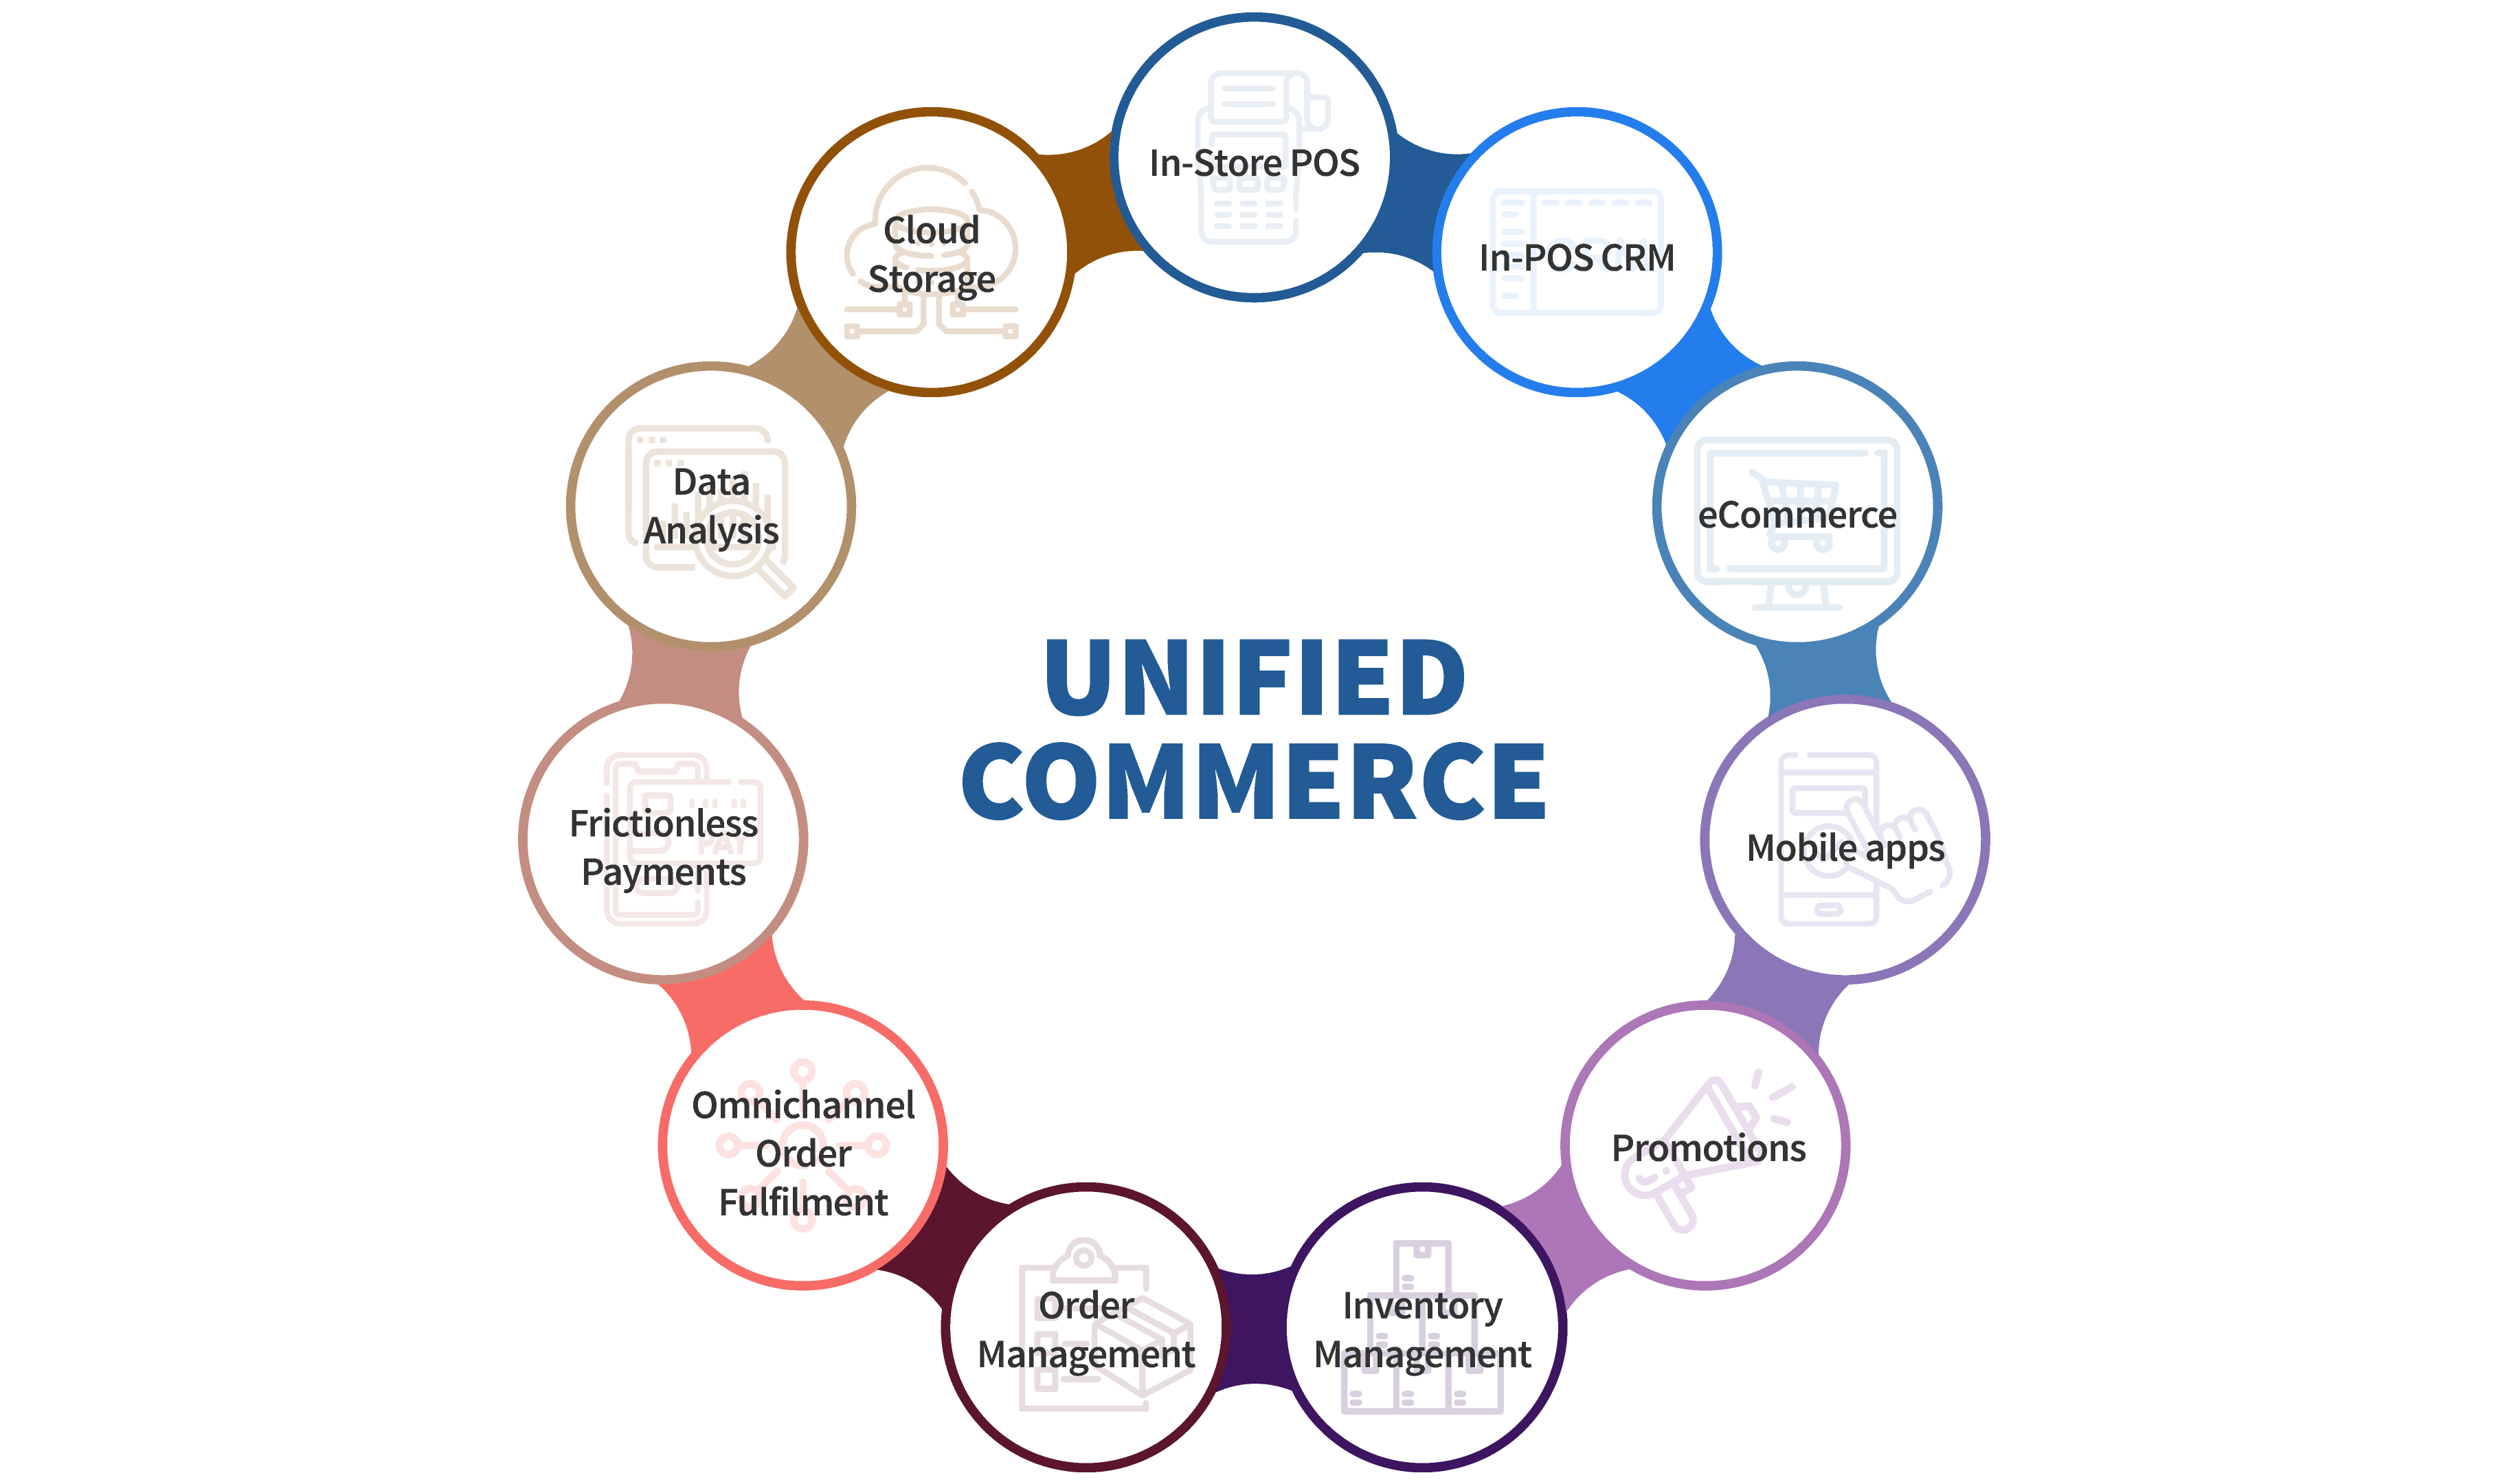 In-Store POS
In-POS CRM
eCommerce
Mobile apps
Promotions
Inventory
Management
Order
Management
Omnichannel
Order
Fulfilment
Frictionless
Payments
PAY
Data
Analysis
Cloud
Storage
UNIFIED
COMMERCE